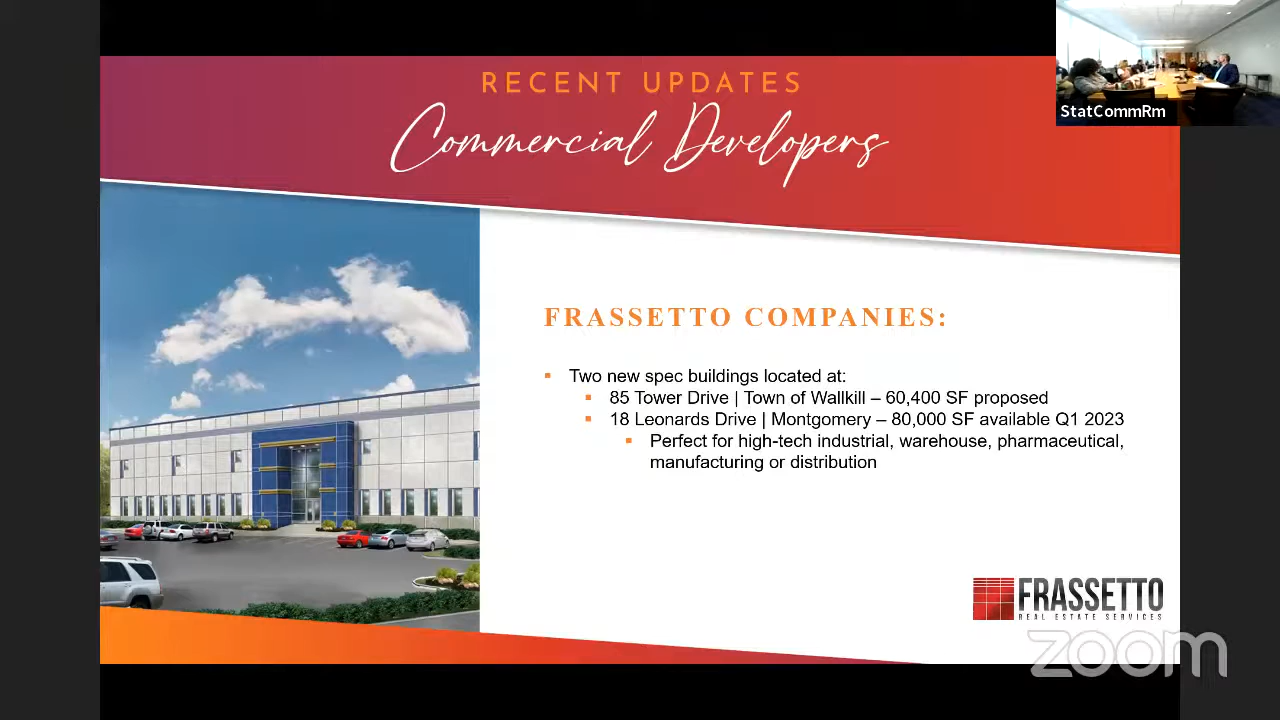 RECENT UPDATES
Commercial Developers
StatCommRm
FRASSETTO COMPANIES:
▪ Two new spec buildings located at:
▪ 85 Tower Drive | Town of Wallkill – 60,400 SF proposed
▪ 18 Leonards Drive | Montgomery – 80,000 SF available Q1 2023
▪ Perfect for high-tech industrial, warehouse, pharmaceutical,
manufacturing or distribution
FRASSETTO
REAL ESTATE SERVICES
zoom